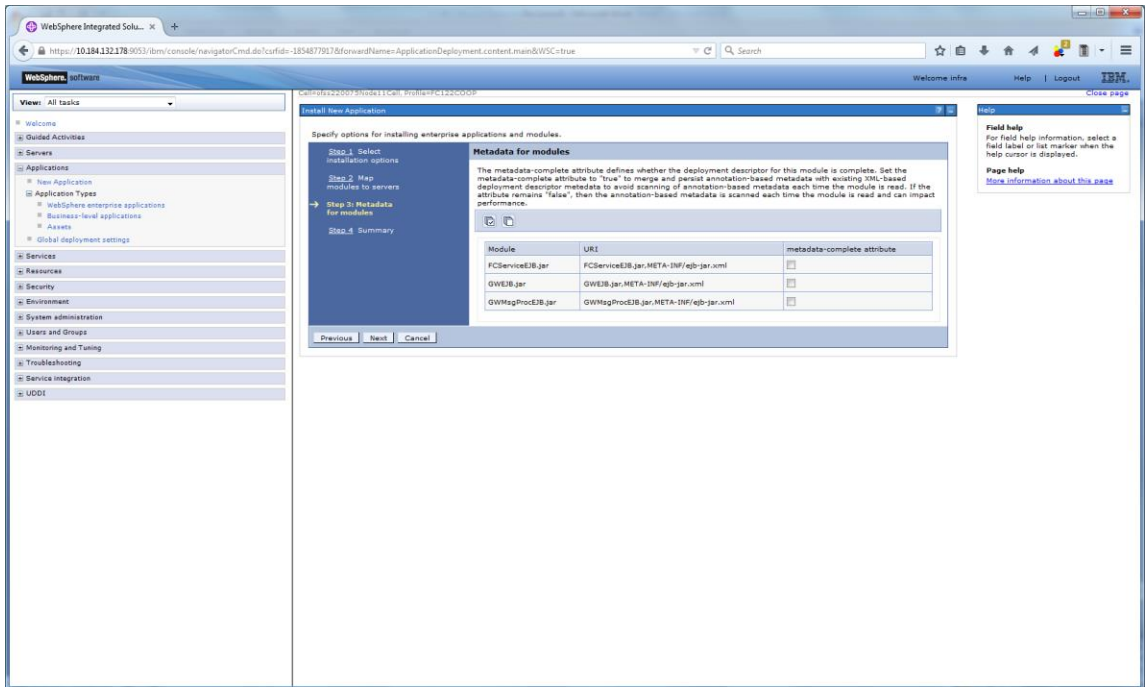 WebSphere Integrated Solu... × +
https://10.184.132.178:9053/ibm/console/navigatorCmd.do?csrfid=-1854877917&forwardName=ApplicationDeployment.content.main&WSC=true
Search
WebSphere. software
Welcome infra
Help | Logout
IBM.
View: All tasks
Cell=ofss220075Node11Cell, Profile=FC122COOP
Close page
Welcome
Guided Activities
Servers
Applications
New Application
Application Types
WebSphere enterprise applications
Business-level applications
Assets
Global deployment settings
Services
Resources
Security
Environment
System administration
Users and Groups
Monitoring and Tuning
Troubleshooting
Service integration
UDDI
Install New Application
Specify options for installing enterprise applications and modules.
Step 1 Select
installation options
Step 2 Map
modules to servers
Step 3: Metadata
for modules
Step 4 Summary
Metadata for modules
The metadata-complete attribute defines whether the deployment descriptor for this module is complete. Set the
metadata-complete attribute to "true" to merge and persist annotation-based metadata with existing XML-based
deployment descriptor metedata to avoid scanning of annotation-based metadata each time the module is read. If the
attribute remains "false", then the annotation-based metadata is scanned each time the module is read and can impact
performance.
Module URI metadata-complete attribute
FCServiceEJB.jar FCServiceEJB.jar,META-INF/ejb-jar.xml
GWEJB.jar GWEJB.jar,META-INF/ejb-jar.xml
GWMsgProcEJB.jar GWMsgProcEJB.jar,META-INF/ejb-jar.xml
Previous Next Cancel
Help
Field help
For field help information, select a
field label or list marker when the
help cursor is displayed.
Page help
More information about this page